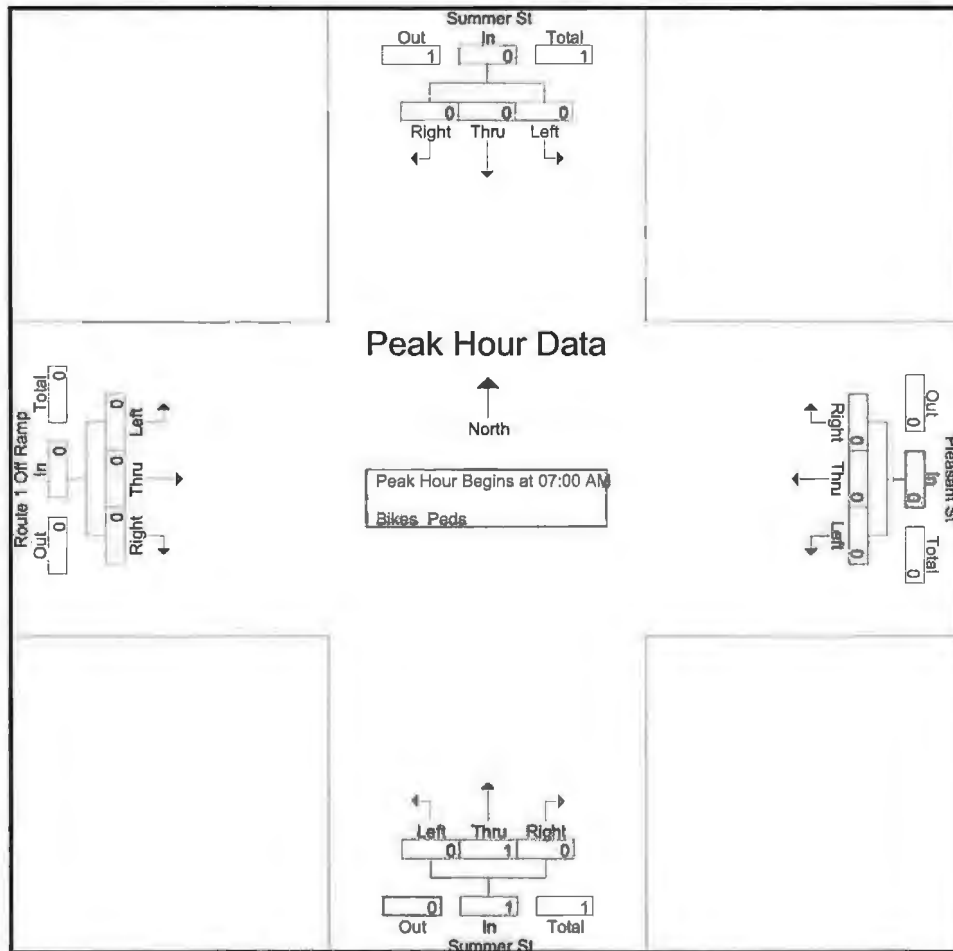 Summer St
Out In Total
1 0 1
0 0 0
Right Thru Left
Peak Hour Data
North
Peak Hour Begins at 07:00 AM
Bikes Peds
Route 1 Off Ramp
Total In Out
0 0 0
0 0 0
Left Thru Right
Right Thru Left
0 0 0
0 0 0
Out In Total
Pleasant St
Left Thru Right
0 1 0
0 1 1
Out In Total
Summer St